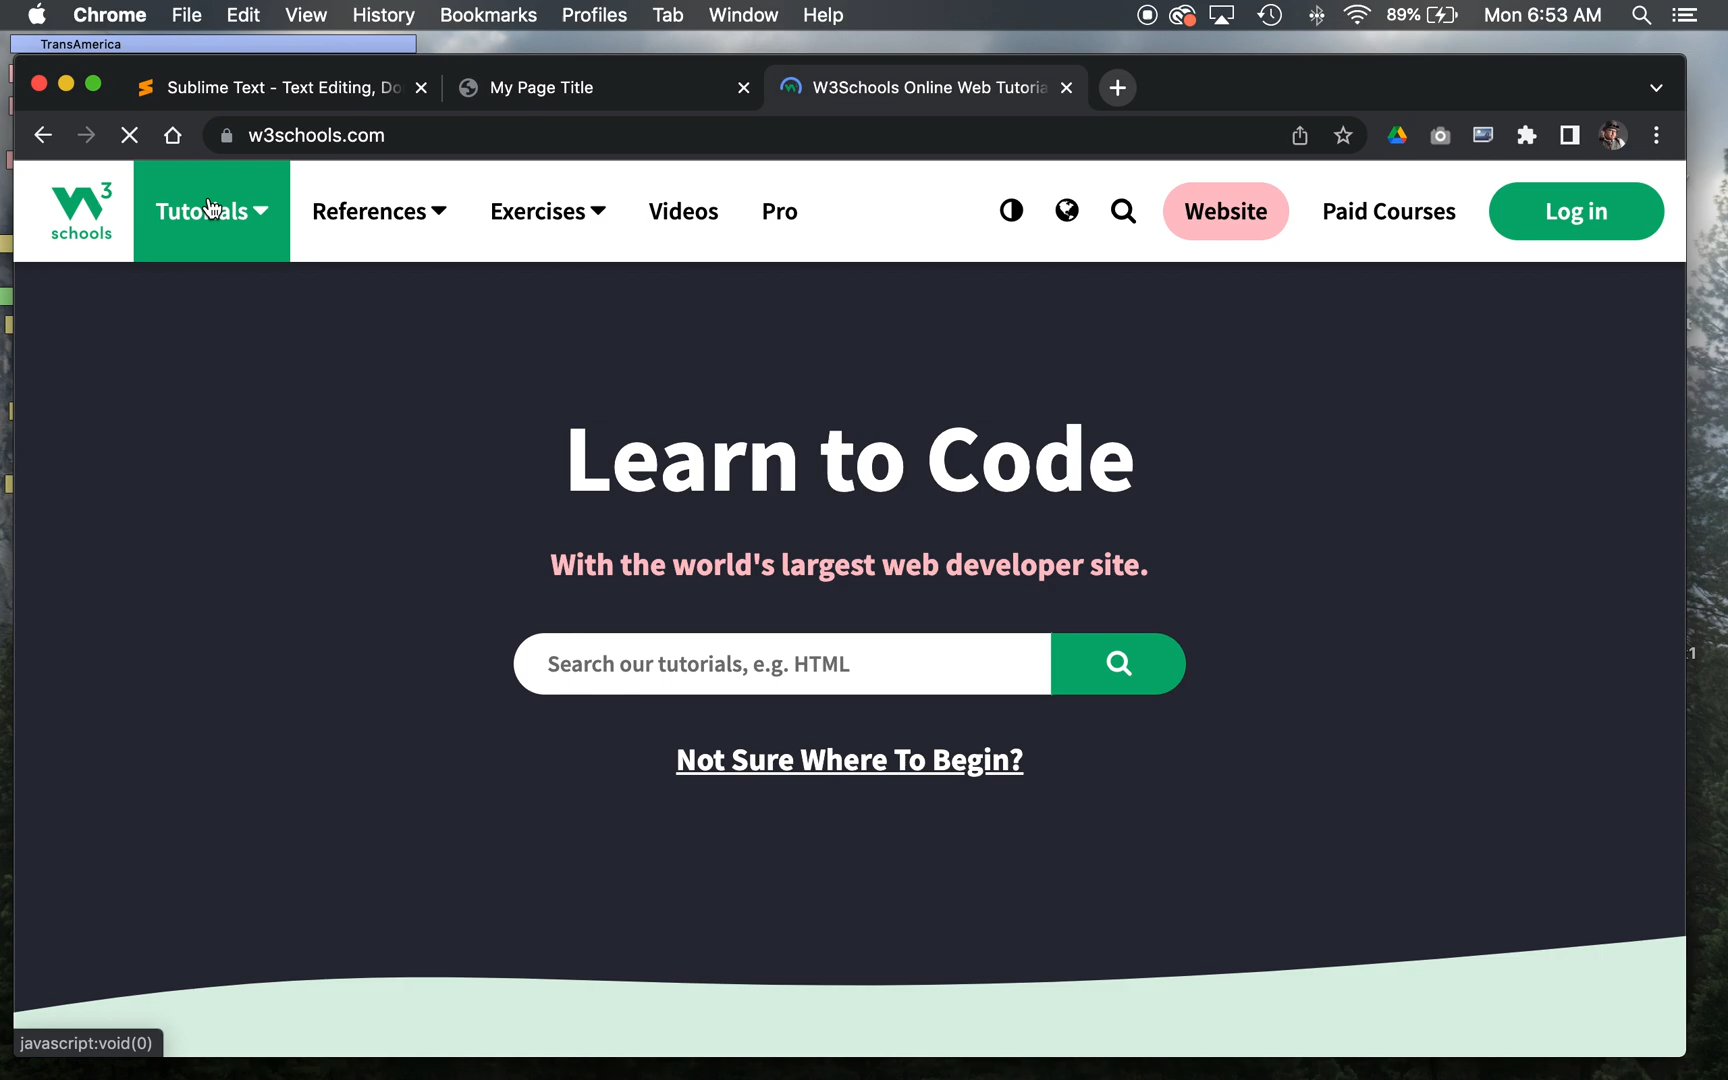 Chrome File Edit View History Bookmarks Profiles Tab Window Help 89% Mon 6:53 AM
TransAmerica
Sublime Text - Text Editing, Do My Page Title W3Schools Online Web Tutoria
w3schools.com
W3 schools Tutorials References Exercises Videos Pro Website Paid Courses Log in
Learn to Code
With the world's largest web developer site.
Search our tutorials, e.g. HTML
Not Sure Where To Begin?
javascript:void(0)